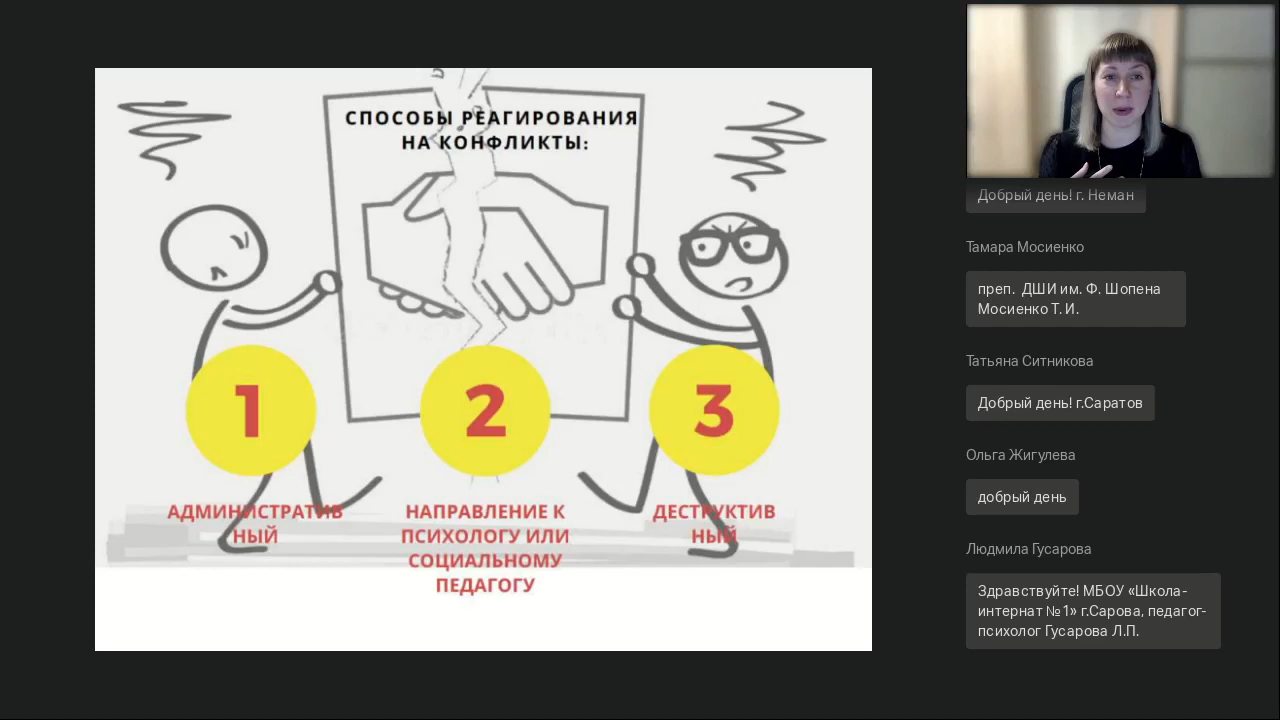 СПОСОБЫ РЕАГИРОВАНИЯ
НА КОНФЛИКТЫ:
1
2
3
АДМИНИСТРАТИВ
НЫЙ
НАПРАВЛЕНИЕ К
ПСИХОЛОГУ ИЛИ
СОЦИАЛЬНОМУ
ПЕДАГОГУ
ДЕСТРУКТИВ
НЫЙ
Добрый день! г. Неман
Тамара Мосиенко
преп. ДШИ им. Ф. Шопена
Мосиенко Т. И.
Татьяна Ситникова
Добрый день! г.Саратов
Ольга Жигулева
добрый день
Людмила Гусарова
Здравствуйте! МБОУ «Школа-
интернат №1» г.Сарова, педагог-
психолог Гусарова Л.П.